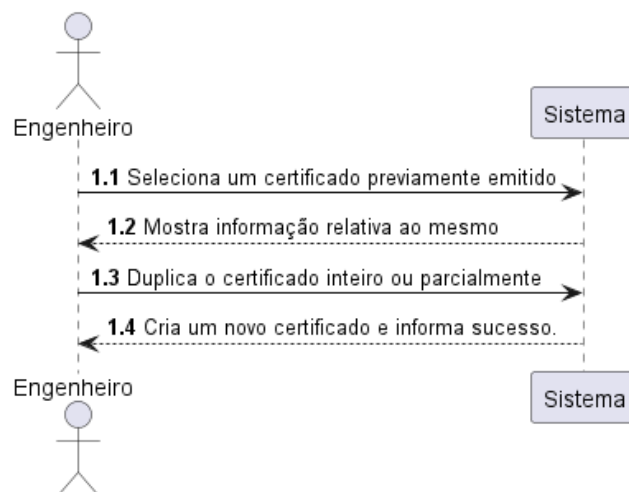 Engenheiro
Sistema
1.1 Seleciona um certificado previamente emitido
1.2 Mostra informação relativa ao mesmo
1.3 Duplica o certificado inteiro ou parcialmente
1.4 Cria um novo certificado e informa sucesso.
Engenheiro
Sistema